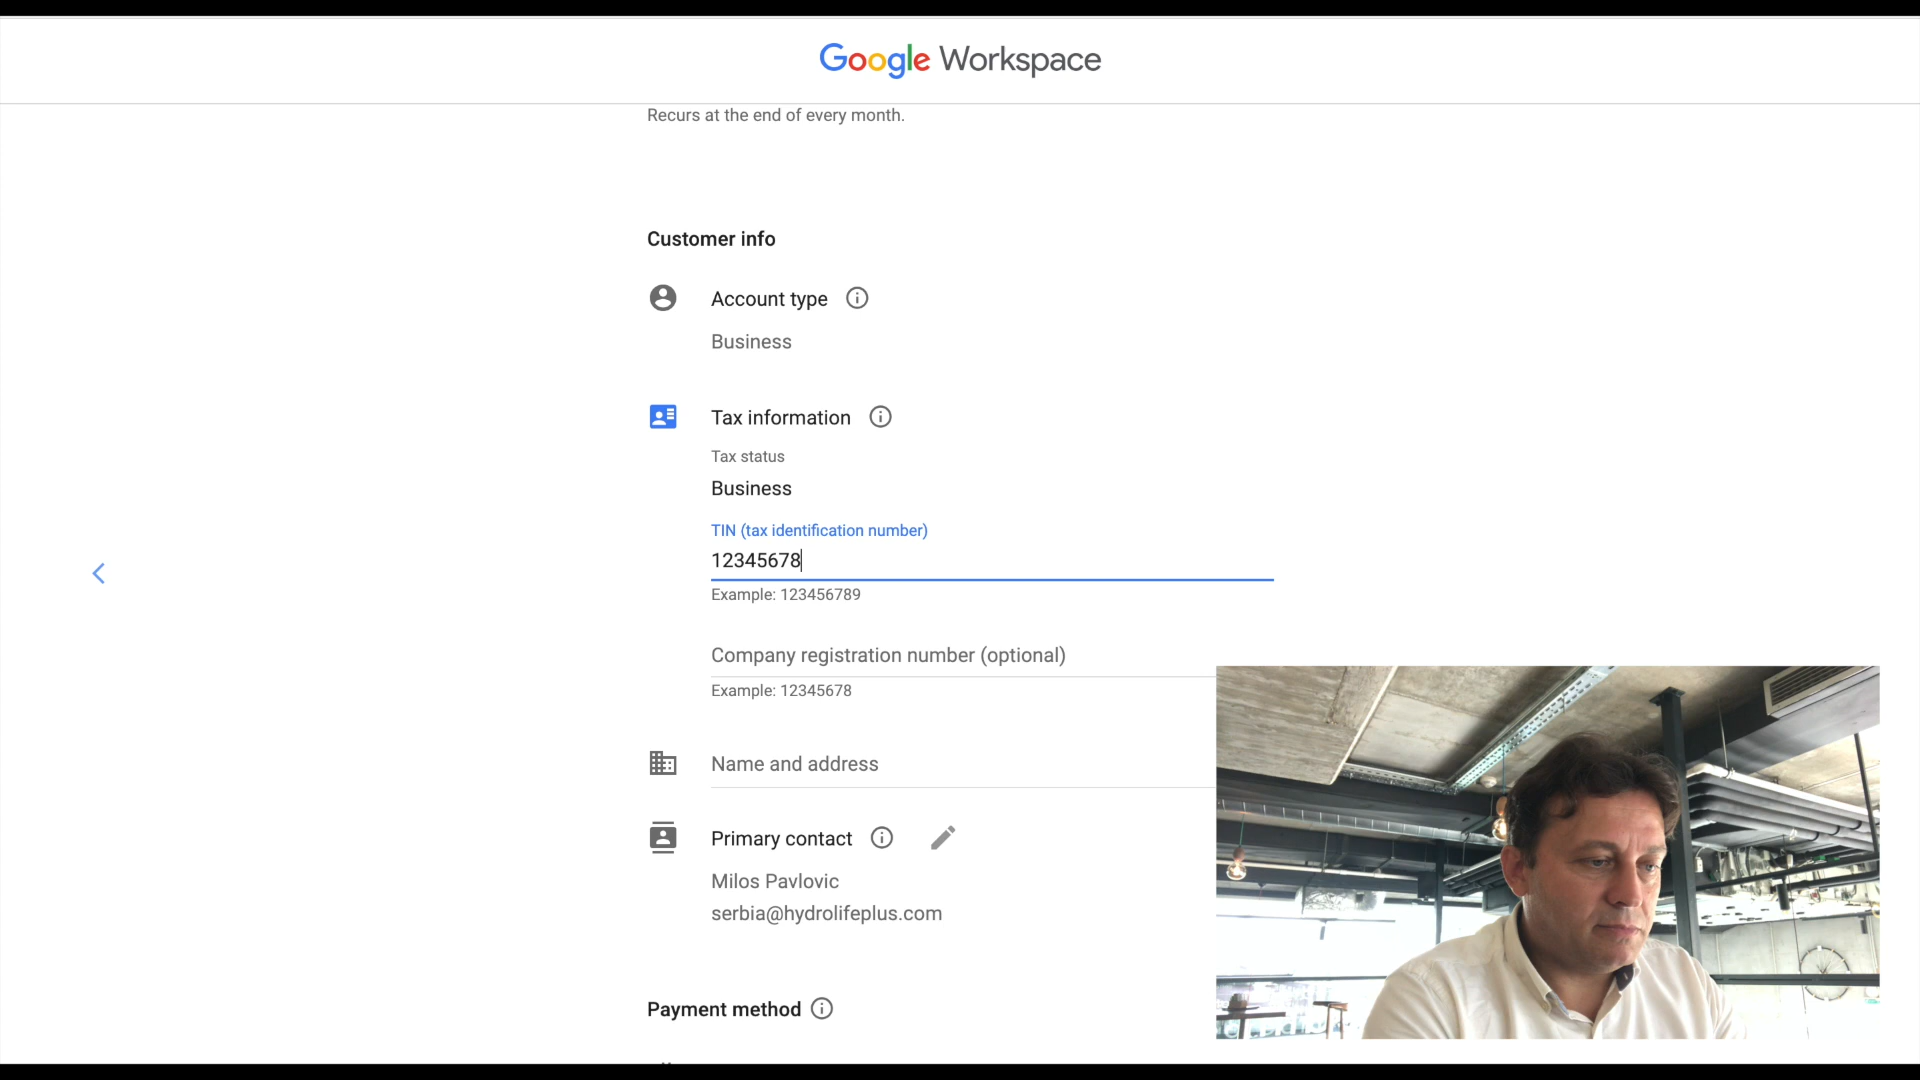 Google Workspace
Recurs at the end of every month.
Customer info
Account type
Business
Tax information
Tax status
Business
TIN (tax identification number)
12345678
Example: 123456789
Company registration number (optional)
Example: 12345678
Name and address
Primary contact
Milos Pavlovic
serbia@hydrolifeplus.com
Payment method